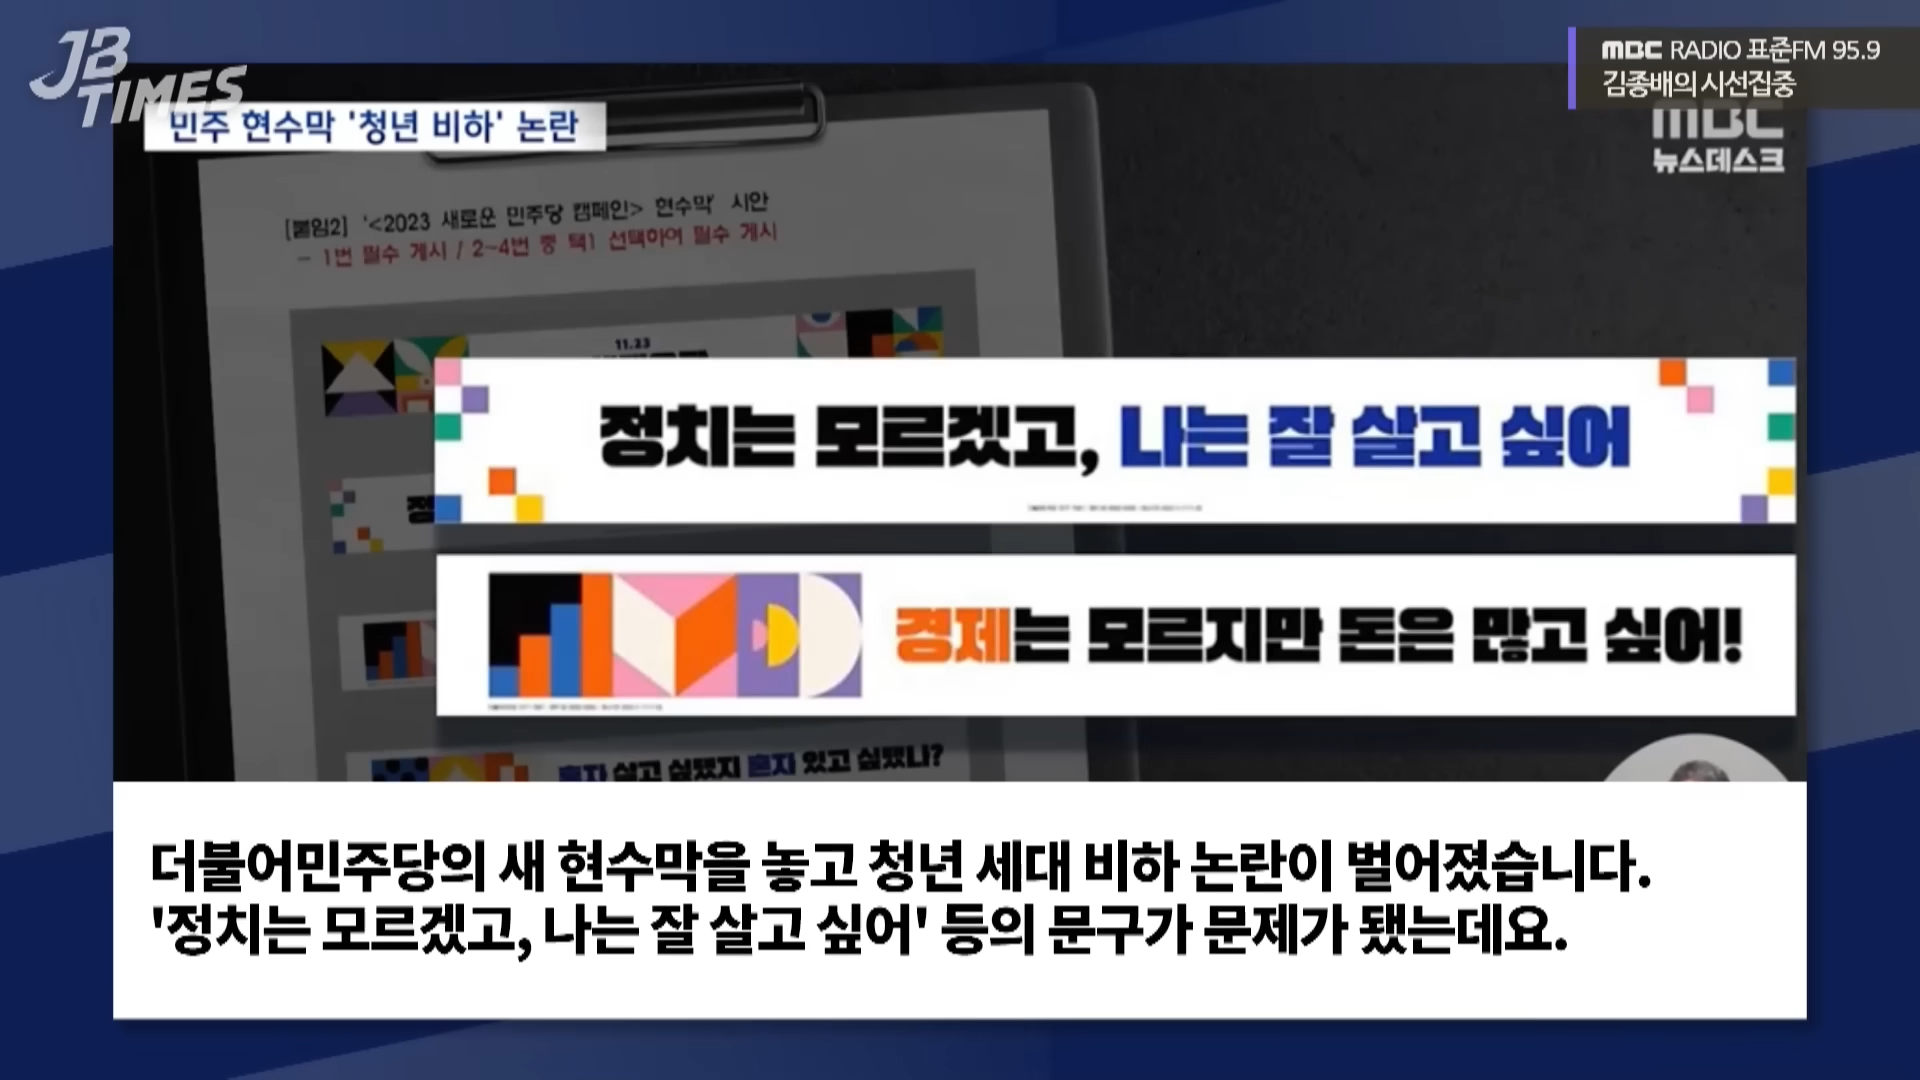 JB TIMES
MBC RADIO 표준FM 95.9
김종배의 시선집중
민주 현수막 '청년 비하' 논란
MBC
뉴스데스크
[붙임2] '<2023 새로운 민주당 캠페인> 현수막' 시안
- 1번 필수 게시 / 2~4번 중 택1 선택하여 필수 게시
11.23
정치는 모르겠고, 나는 잘 살고 싶어
정
경제는 모르지만 돈은 많고 싶어!
혼자 살고 싶댔지 혼자 있고 싶댔나?
더불어민주당의 새 현수막을 놓고 청년 세대 비하 논란이 벌어졌습니다.
'정치는 모르겠고, 나는 잘 살고 싶어' 등의 문구가 문제가 됐는데요.